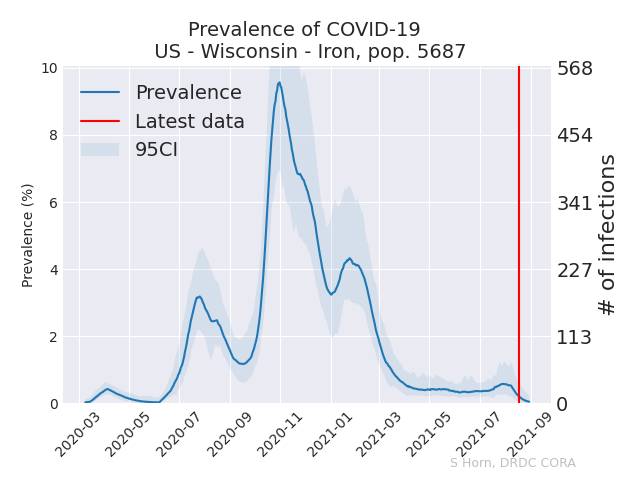 Prevalence of COVID-19
US - Wisconsin - Iron, pop. 5687
Prevalence
Latest data
95CI
Prevalence (%)
10
8
6
4
2
0
568
454
341
227
113
0
# of infections
2020-03
2020-05
2020-07
2020-09
2020-11
2021-01
2021-03
2021-05
2021-07
2021-09
S Horn, DRDC CORA